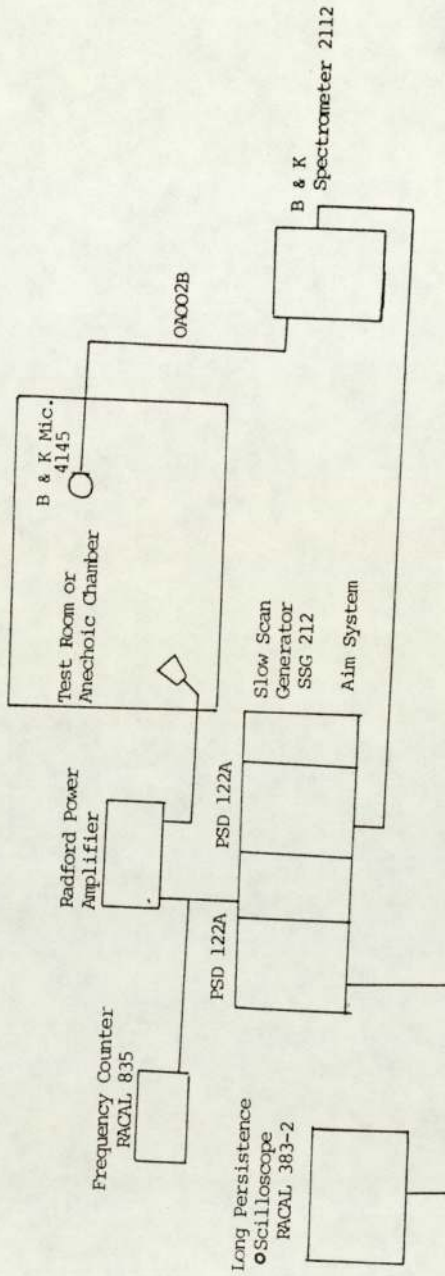 Long Persistence
OScilloscope
RACAL 383-2
Frequency Counter
RACAL 835
Radford Power
Amplifier
PSD 122A
PSD 122A
Test Room or
Anechoic Chamber
B & K Mic.
4145
Slow Scan
Generator
SSG 212
Aim System
OA002B
B & K
Spectrometer 2112